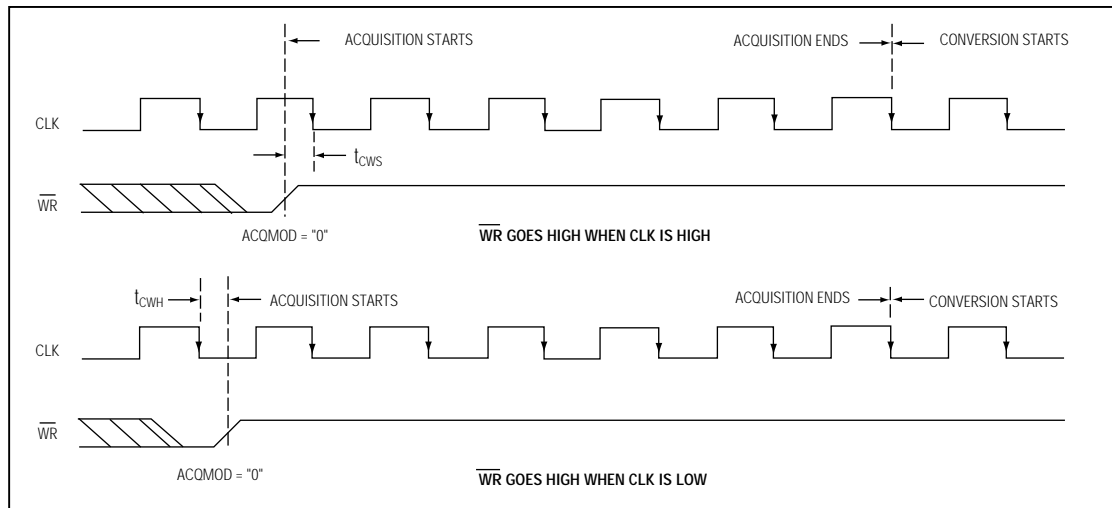 ACQUISITION STARTS
ACQUISITION ENDS
CONVERSION STARTS
CLK
tCWS
WR
ACQMOD = "0"
WR GOES HIGH WHEN CLK IS HIGH
tCWH
ACQUISITION STARTS
ACQUISITION ENDS
CONVERSION STARTS
CLK
WR
ACQMOD = "0"
WR GOES HIGH WHEN CLK IS LOW